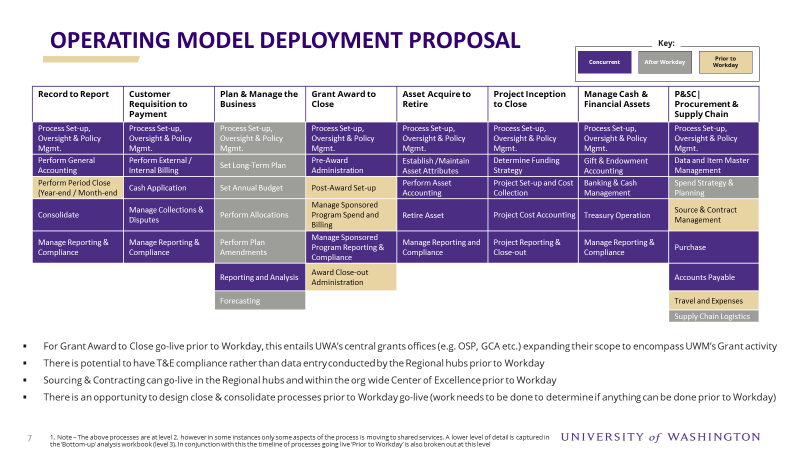 OPERATING MODEL DEPLOYMENT PROPOSAL
Key:
Concurrent
After Workday
Prior to
Workday
Record to Report
Customer
Requisition to
Payment
Plan & Manage the
Business
Grant Award to
Close
Asset Acquire to
Retire
Project Inception
to Close
Manage Cash &
Financial Assets
P&SC|
Procurement &
Supply Chain
Process Set-up,
Oversight & Policy
Mgmt.
Process Set-up,
Oversight & Policy
Mgmt.
Process Set-up,
Oversight & Policy
Mgmt.
Process Set-up,
Oversight & Policy
Mgmt.
Process Set-up,
Oversight & Policy
Mgmt.
Process Set-up,
Oversight & Policy
Mgmt.
Process Set-up,
Oversight & Policy
Mgmt.
Process Set-up,
Oversight & Policy
Mgmt.
Perform General
Accounting
Perform External /
Internal Billing
Set Long-Term Plan
Pre-Award
Administration
Establish /Maintain
Asset Attributes
Determine Funding
Strategy
Gift & Endowment
Accounting
Data and Item Master
Management
Perform Period Close
(Year-end / Month-end
Cash Application
Set Annual Budget
Post-Award Set-up
Perform Asset
Accounting
Project Set-up and Cost
Collection
Banking & Cash
Management
Spend Strategy &
Planning
Consolidate
Manage Collections &
Disputes
Perform Allocations
Manage Sponsored
Program Spend and
Billing
Retire Asset
Project Cost Accounting
Treasury Operation
Source & Contract
Management
Manage Reporting &
Compliance
Manage Reporting &
Compliance
Perform Plan
Amendments
Manage Sponsored
Program Reporting &
Compliance
Manage Reporting and
Compliance
Project Reporting &
Close-out
Manage Reporting &
Compliance
Purchase
Reporting and Analysis
Award Close-out
Administration
Accounts Payable
Forecasting
Travel and Expenses
Supply Chain Logistics
▪ For Grant Award to Close go-live prior to Workday, this entails UWA's central grants offices (e.g. OSP, GCA etc.) expanding their scope to encompass UWM's Grant activity
▪ There is potential to have T&E compliance rather than data entry conducted by the Regional hubs prior to Workday
▪ Sourcing & Contracting can go-live in the Regional hubs and within the org wide Center of Excellence prior to Workday
▪ There is an opportunity to design close & consolidate processes prior to Workday go-live (work needs to be done to determine if anything can be done prior to Workday)
7
1. Note – The above processes are at level 2, however in some instances only some aspects of the process is moving to shared services. A lower level of detail is captured in
the 'Bottom-up' analysis workbook (level 3). In conjunction with this the timeline of processes going live 'Prior to Workday' is also broken out at this level
UNIVERSITY of WASHINGTON